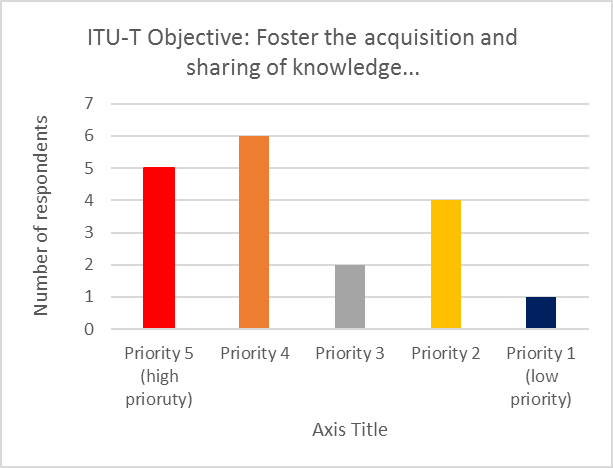 ITU-T Objective: Foster the acquisition and
sharing of knowledge...
Number of respondents
7
6
5
4
3
2
1
0
Priority 5 Priority 4 Priority 3 Priority 2 Priority 1
(high (low
prioruty) priority)
Axis Title